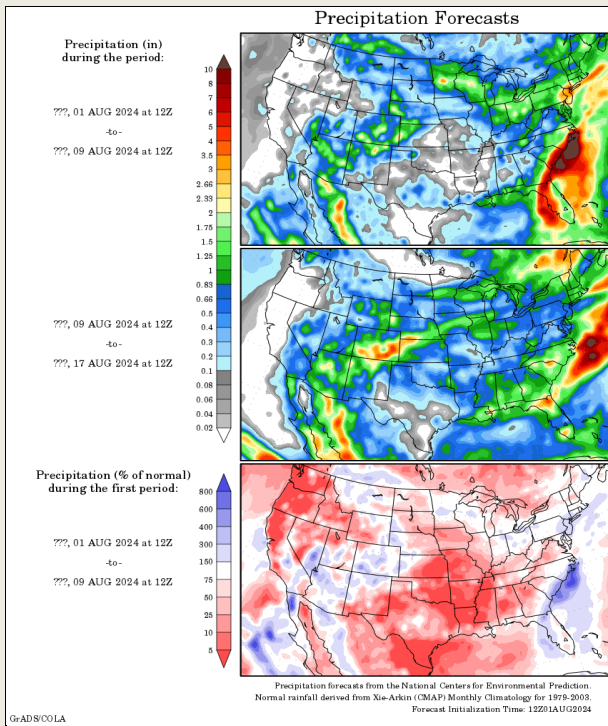 Precipitation Forecasts
Precipitation (in)
during the period:
???, 01 AUG 2024 at 12Z
-to-
???, 09 AUG 2024 at 12Z
10
8
7
6
5
4
3.5
3
2.66
2.33
2
1.75
1.5
1.25
1
0.83
0.66
0.5
0.4
0.3
0.2
0.1
0.08
0.06
0.04
0.02
???, 09 AUG 2024 at 12Z
-to-
???, 17 AUG 2024 at 12Z
Precipitation (% of normal)
during the first period:
???, 01 AUG 2024 at 12Z
-to-
???, 09 AUG 2024 at 12Z
800
600
400
300
150
75
50
25
10
5
Precipitation forecasts from the National Centers for Environmental Prediction.
Normal rainfall derived from Xie-Arkin (CMAP) Monthly Climatology for 1979-2003.
Forecast Initialization Time: 12Z01AUG2024
GrADS/COLA